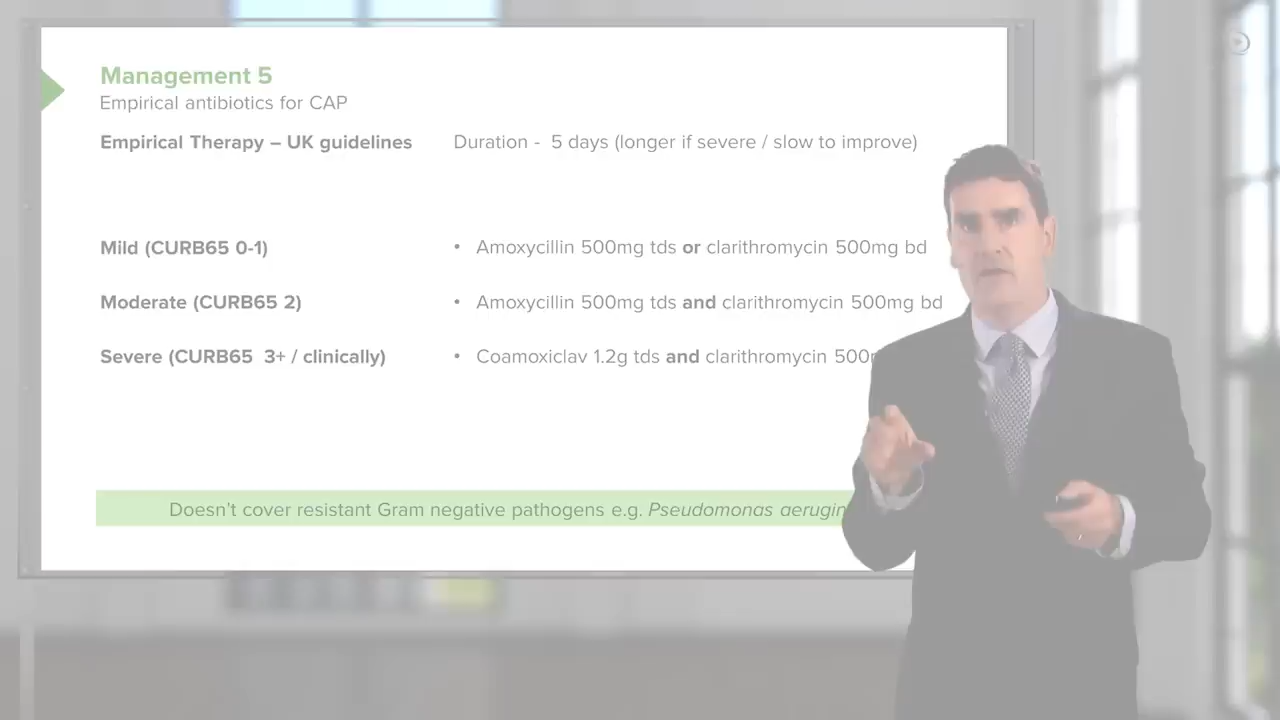 Management 5
Empirical antibiotics for CAP
Empirical Therapy – UK guidelines Duration - 5 days (longer if severe / slow to improve)
Mild (CURB65 0-1) • Amoxycillin 500mg tds or clarithromycin 500mg bd
Moderate (CURB65 2) • Amoxycillin 500mg tds and clarithromycin 500mg bd
Severe (CURB65 3+ / clinically) • Coamoxiclav 1.2g tds and clarithromycin
Doesn't cover resistant Gram negative pathogens e.g. Pseudomonas